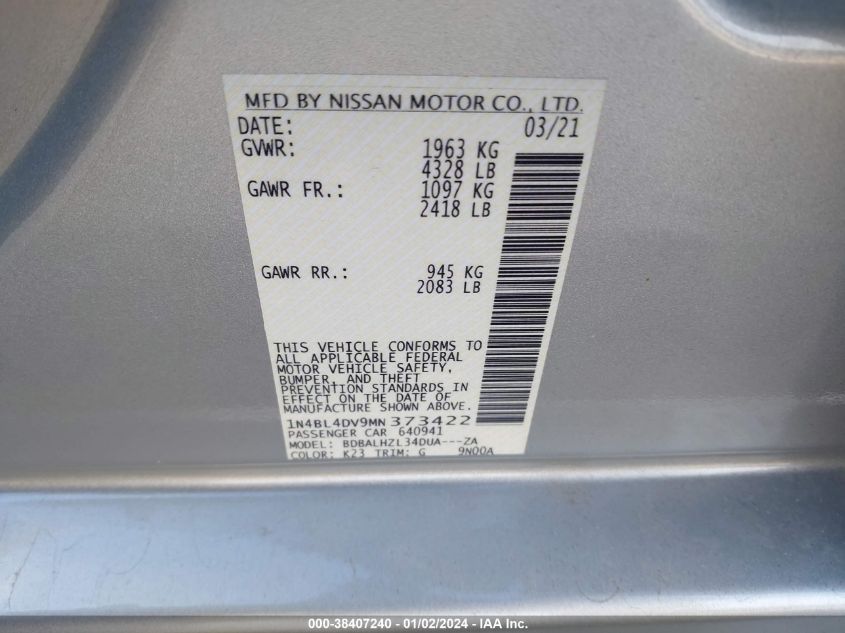 MFD BY NISSAN MOTOR CO., LTD.
DATE: 03/21
GVWR: 1963 KG
4328 LB
GAWR FR.: 1097 KG
2418 LB
GAWR RR.: 945 KG
2083 LB
THIS VEHICLE CONFORMS TO
ALL APPLICABLE FEDERAL
MOTOR VEHICLE SAFETY,
BUMPER, AND THEFT
PREVENTION STANDARDS IN
EFFECT ON THE DATE OF
MANUFACTURE SHOWN ABOVE.
1N4BL4DV9MN373422
PASSENGER CAR 640941
MODEL: BDBALHZL34DUA---ZA
COLOR: K23 TRIM: G 9N00A
000-38407240 - 01/02/2024 - IAA Inc.